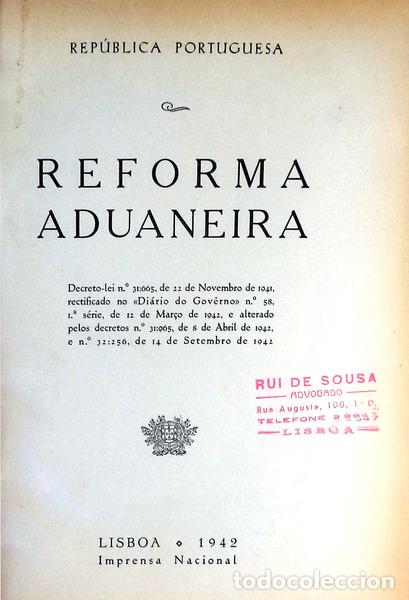 REPÚBLICA PORTUGUESA
REFORMA
ADUANEIRA
Decreto-lei n.º 31:665, de 22 de Novembro de 1941,
rectificado no «Diário do Govêrno» n.º 58,
1.ª série, de 12 de Março de 1942, e alterado
pelos decretos n.º 31:965, de 8 de Abril de 1942,
e n.º 32:256, de 14 de Setembro de 1942
RUI DE SOUSA
ADVOGADO
Rua Augusta, 100, 1º D.
TELEFONE
LISBOA
LISBOA ⋄ 1942
Imprensa Nacional
todocoleccion